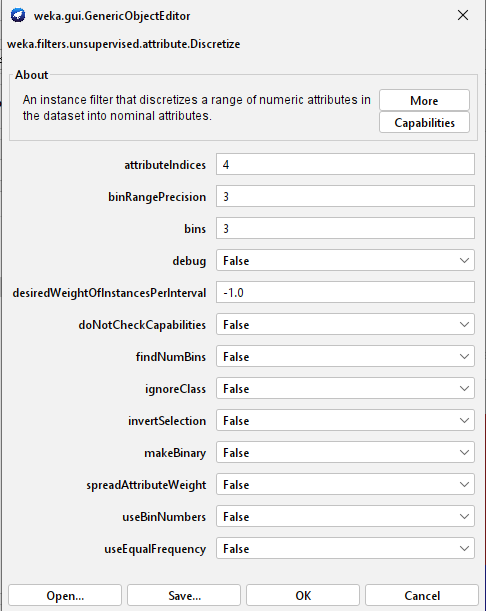 weka.gui.GenericObjectEditor
weka.filters.unsupervised.attribute.Discretize
About
An instance filter that discretizes a range of numeric attributes in
the dataset into nominal attributes.
More
Capabilities
attributeIndices 4
binRangePrecision 3
bins 3
debug False
desiredWeightOfInstancesPerInterval -1.0
doNotCheckCapabilities False
findNumBins False
ignoreClass False
invertSelection False
makeBinary False
spreadAttributeWeight False
useBinNumbers False
useEqualFrequency False
Open... Save... OK Cancel